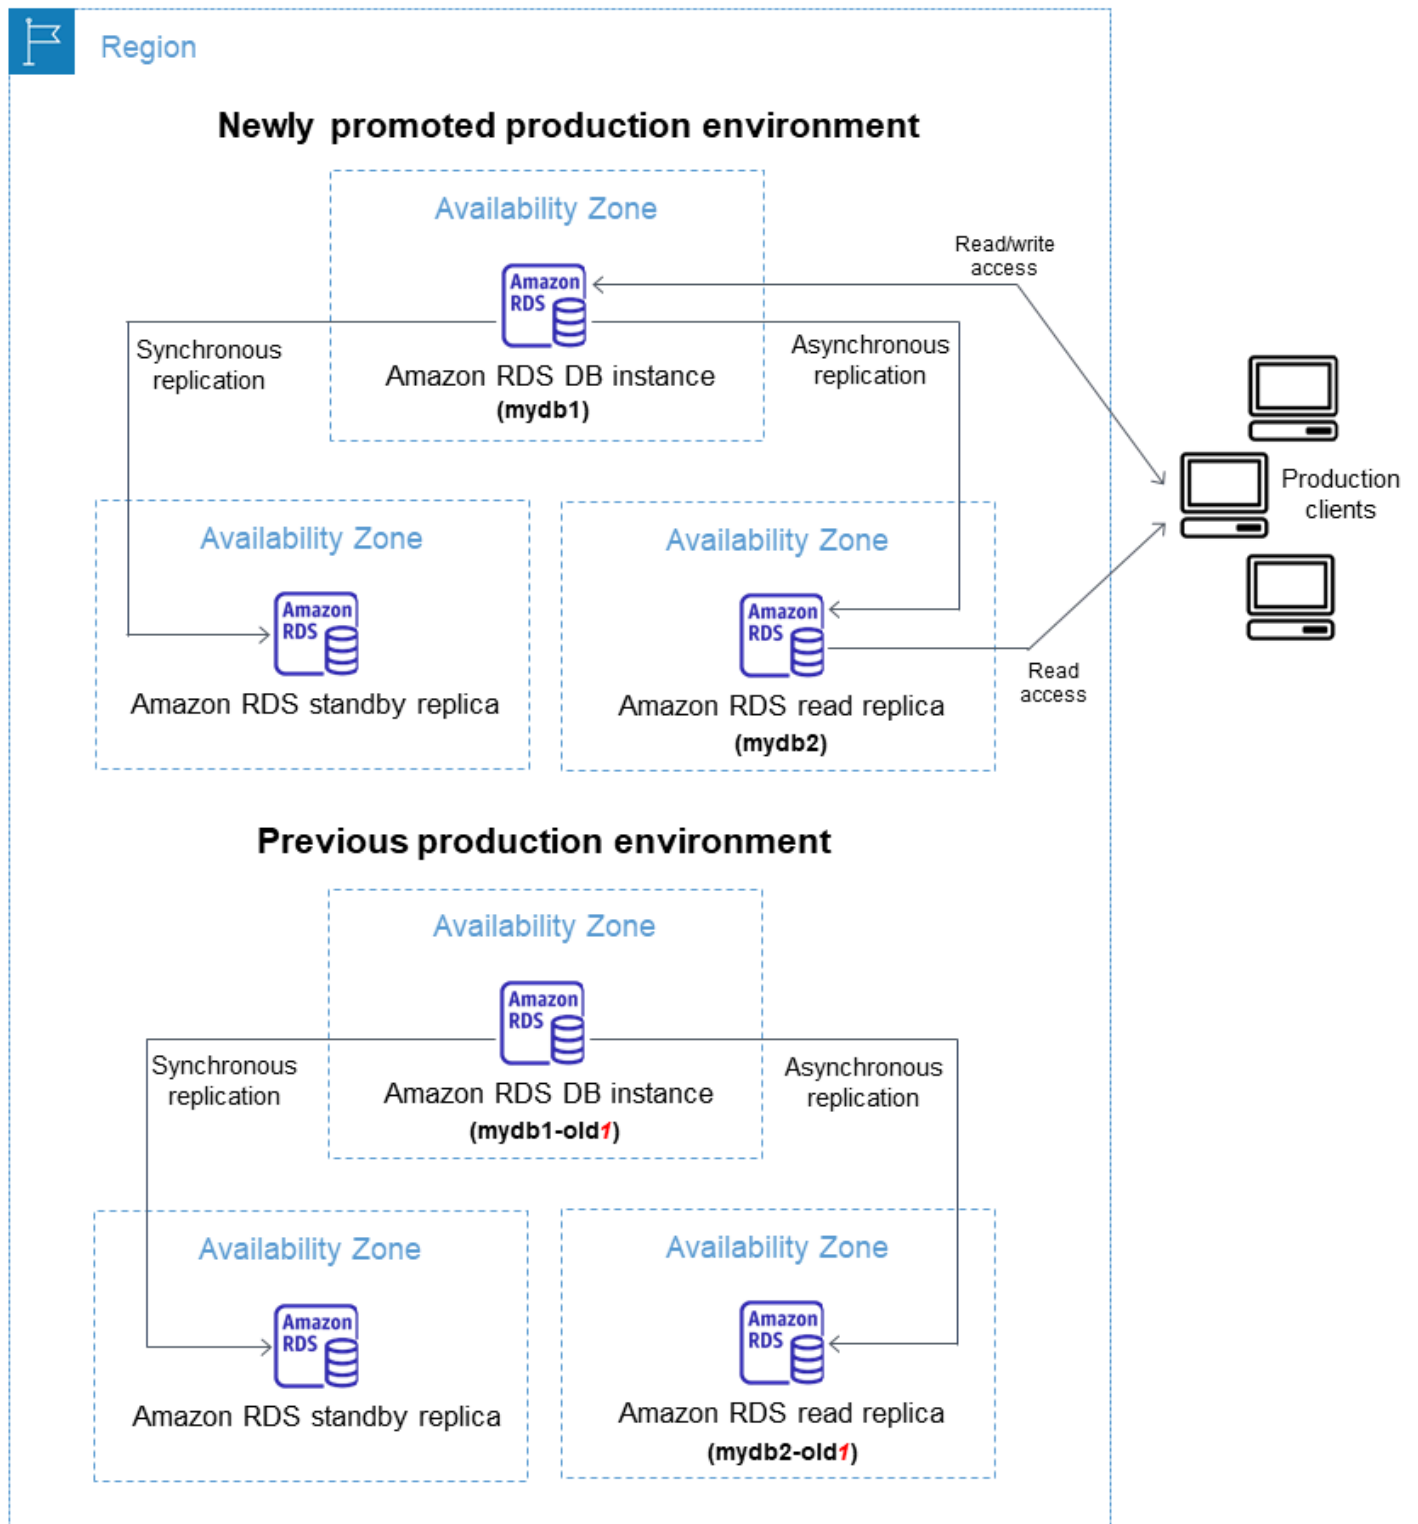 Region
Newly promoted production environment
Availability Zone
Read/write
access
Amazon
RDS
Synchronous
replication
Asynchronous
replication
Amazon RDS DB instance
(mydb1)
Production
clients
Availability Zone
Availability Zone
Amazon
RDS
Amazon
RDS
Amazon RDS standby replica
Amazon RDS read replica
(mydb2)
Read
access
Previous production environment
Availability Zone
Amazon
RDS
Synchronous
replication
Asynchronous
replication
Amazon RDS DB instance
(mydb1-old1)
Availability Zone
Availability Zone
Amazon
RDS
Amazon
RDS
Amazon RDS standby replica
Amazon RDS read replica
(mydb2-old1)